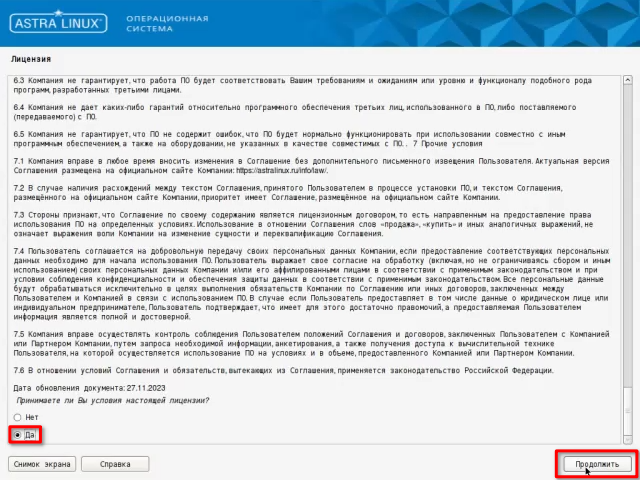 ASTRA LINUX®
ОПЕРАЦИОННАЯ
СИСТЕМА
Лицензия
6.3 Компания не гарантирует, что работа ПО будет соответствовать Вашим требованиям и ожиданиям или уровню и функционалу подобного рода
программ, разработанных третьими лицами.
6.4 Компания не дает каких-либо гарантий относительно программного обеспечения третьих лиц, использованного в ПО, либо поставляемого
(передаваемого) с ПО.
6.5 Компания не гарантирует, что ПО не содержит ошибок, что ПО будет нормально функционировать при использовании совместно с иным
программным обеспечением, а также на оборудовании, не указанных в качестве совместимых с ПО. . 7 Прочие условия
7.1 Компания вправе в любое время вносить изменения в Соглашение без дополнительного письменного извещения Пользователя. Актуальная версия
Соглашения размещена на официальном сайте Компании: https://astralinux.ru/info/law/.
7.2 В случае наличия расхождений между текстом Соглашения, принятого Пользователем в процессе установки ПО, и текстом Соглашения,
размещённого на официальном сайте Компании, приоритет имеет Соглашение, размещённое на официальном сайте Компании.
7.3 Стороны признают, что Соглашение по своему содержанию является лицензионным договором, то есть направленным на предоставление права
использования ПО на определенных условиях. Использование в отношении Соглашения слов «продажа», «купить» и иных аналогичных выражений, не
означает выражения воли Компании на изменение сущности и переквалификацию Соглашения.
7.4 Пользователь соглашается на добровольную передачу своих персональных данных Компании, если предоставление соответствующих персональных
данных необходимо для начала использования ПО. Пользователь выражает свое согласие на обработку (включая, но не ограничиваясь сбором и иным
использованием) своих персональных данных Компании и/или его аффилированными лицами в соответствии с применимым законодательством и при
условии соблюдения конфиденциальности и обеспечения защиты данных в соответствии с применимым законодательством. Все персональные данные
будут обрабатываться исключительно в целях выполнения обязательств Компании по Соглашению или иных договоров, заключенных между
Пользователем и Компанией в связи с использованием ПО. В случае если Пользователь предоставляет в том числе данные о юридическом лице или
индивидуальном предпринимателе, Пользователь подтверждает, что имеет для этого достаточно правомочий, а предоставляемая Пользователем
информация является полной и достоверной.
7.5 Компания вправе осуществлять контроль соблюдения Пользователем положений Соглашения и договоров, заключенных Пользователем с Компанией
или Партнером Компании, путем запроса необходимой информации, анкетирования, а также получения доступа к вычислительной технике
Пользователя, на которой осуществляется использование ПО на условиях и в объеме, предоставленного Компанией или Партнером Компании.
7.6 В отношении условий Соглашения и обязательств, вытекающих из Соглашения, применяется законодательство Российской Федерации.
Дата обновления документа: 27.11.2023
Принимаете ли Вы условия настоящей лицензии?
Нет
Да
Снимок экрана Справка Продолжить